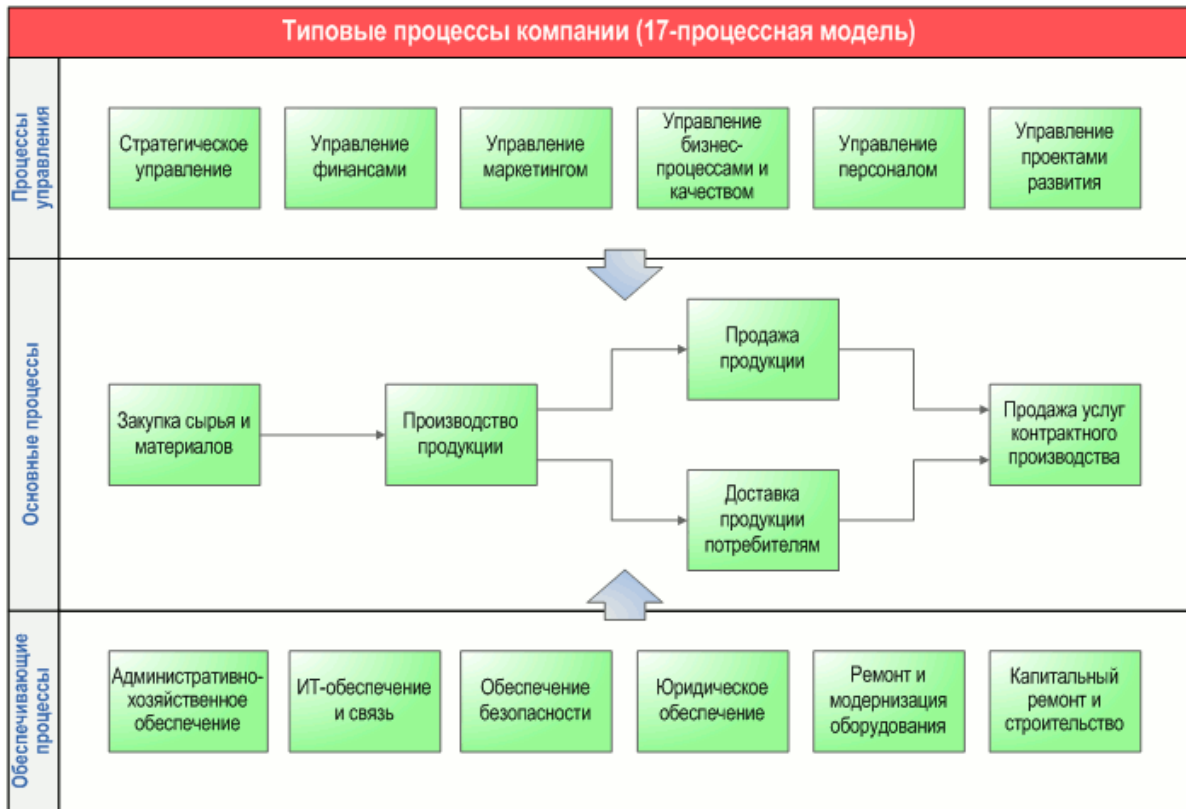 Типовые процессы компании (17-процессная модель)
Процессы
управления
Стратегическое
управление
Управление
финансами
Управление
маркетингом
Управление
бизнес-
процессами и
качеством
Управление
персоналом
Управление
проектами
развития
Основные процессы
Закупка сырья и
материалов
Производство
продукции
Продажа
продукции
Доставка
продукции
потребителям
Продажа услуг
контрактного
производства
Обеспечивающие
процессы
Административно-
хозяйственное
обеспечение
ИТ-обеспечение
и связь
Обеспечение
безопасности
Юридическое
обеспечение
Ремонт и
модернизация
оборудования
Капитальный
ремонт и
строительство